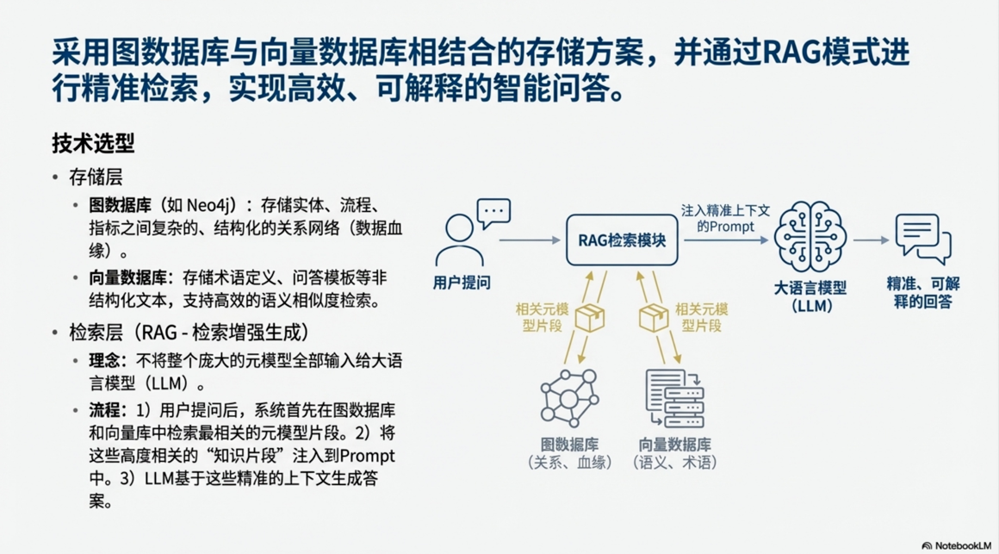 采用图数据库与向量数据库相结合的存储方案，并通过RAG模式进
行精准检索，实现高效、可解释的智能问答。
技术选型
• 存储层
• 图数据库（如 Neo4j）：存储实体、流程、
指标之间复杂的、结构化的关系网络（数据血
缘）。
• 向量数据库：存储术语定义、问答模板等非
结构化文本，支持高效的语义相似度检索。
• 检索层（RAG - 检索增强生成）
• 理念：不将整个庞大的元模型全部输入给大语
言模型（LLM）。
• 流程：1）用户提问后，系统首先在图数据库
和向量库中检索最相关的元模型片段。2）将
这些高度相关的“知识片段”注入到Prompt
中。3）LLM基于这些精准的上下文生成答
案。
用户提问
RAG检索模块
注入精准上下文
的Prompt
大语言模型
（LLM）
精准、可解
释的回答
相关元模
型片段
相关元模
型片段
图数据库
（关系、血缘）
向量数据库
（语义、术语）
NotebookLM